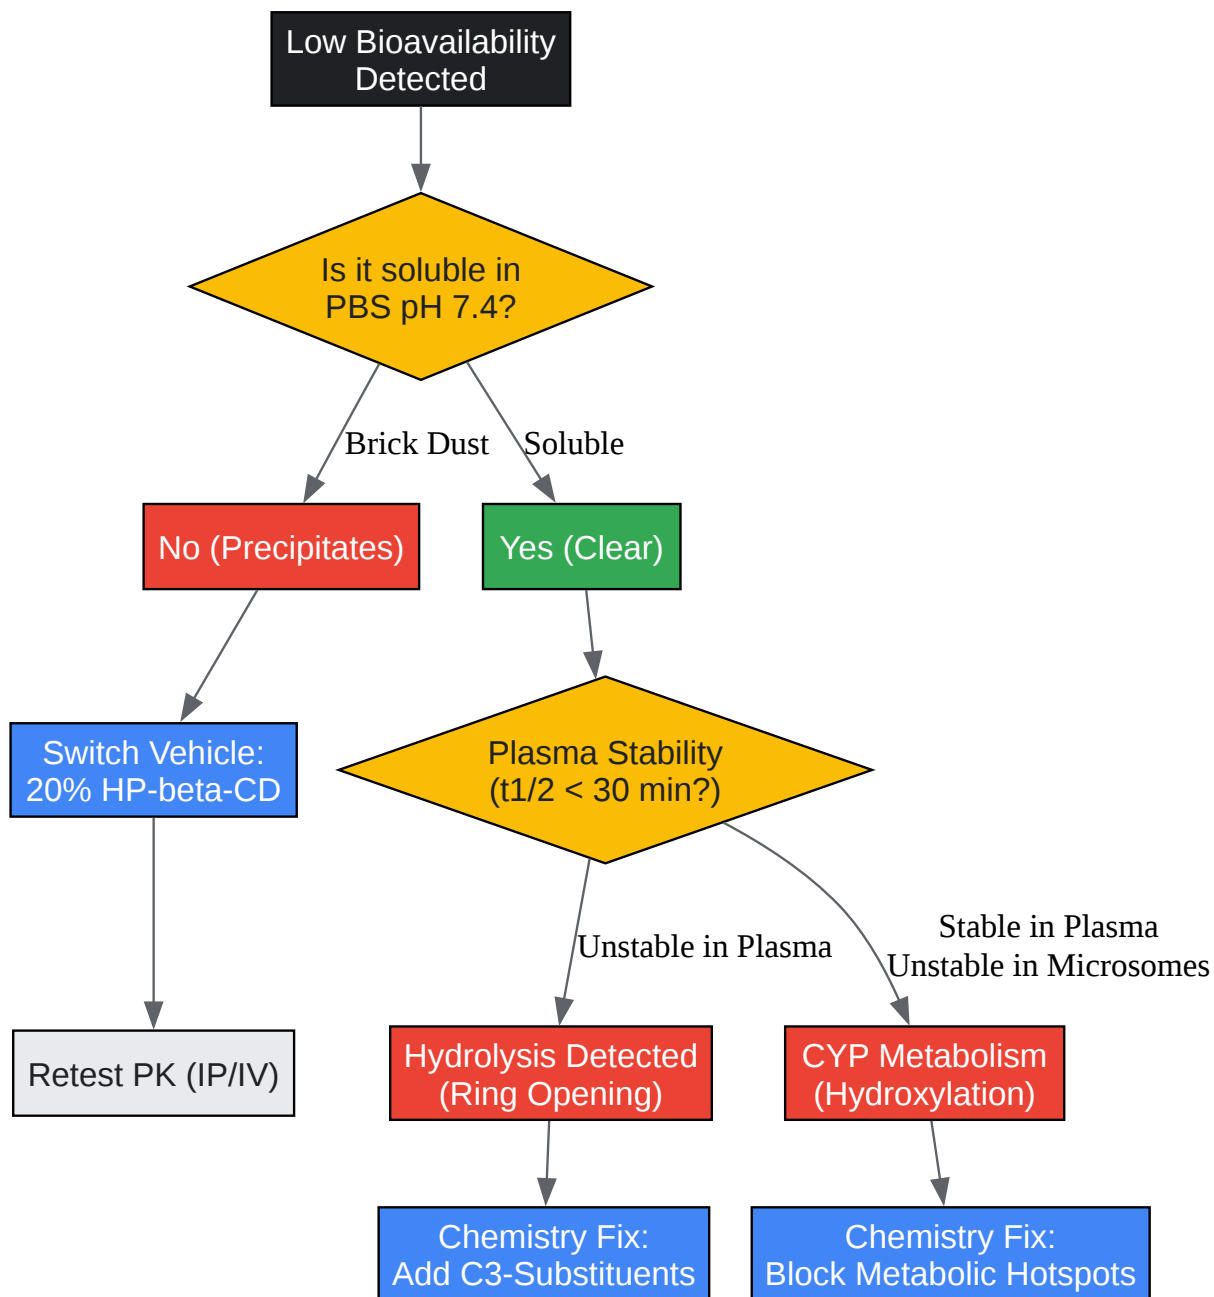 Low Bioavailability
Detected
Is it soluble in
PBS pH 7.4?
Brick Dust
Soluble
No (Precipitates)
Yes (Clear)
Switch Vehicle:
20% HP-beta-CD
Plasma Stability
(t1/2 < 30 min?)
Unstable in Plasma
Stable in Plasma
Unstable in Microsomes
Retest PK (IP/IV)
Hydrolysis Detected
(Ring Opening)
CYP Metabolism
(Hydroxylation)
Chemistry Fix:
Add C3-Substituents
Chemistry Fix:
Block Metabolic Hotspots